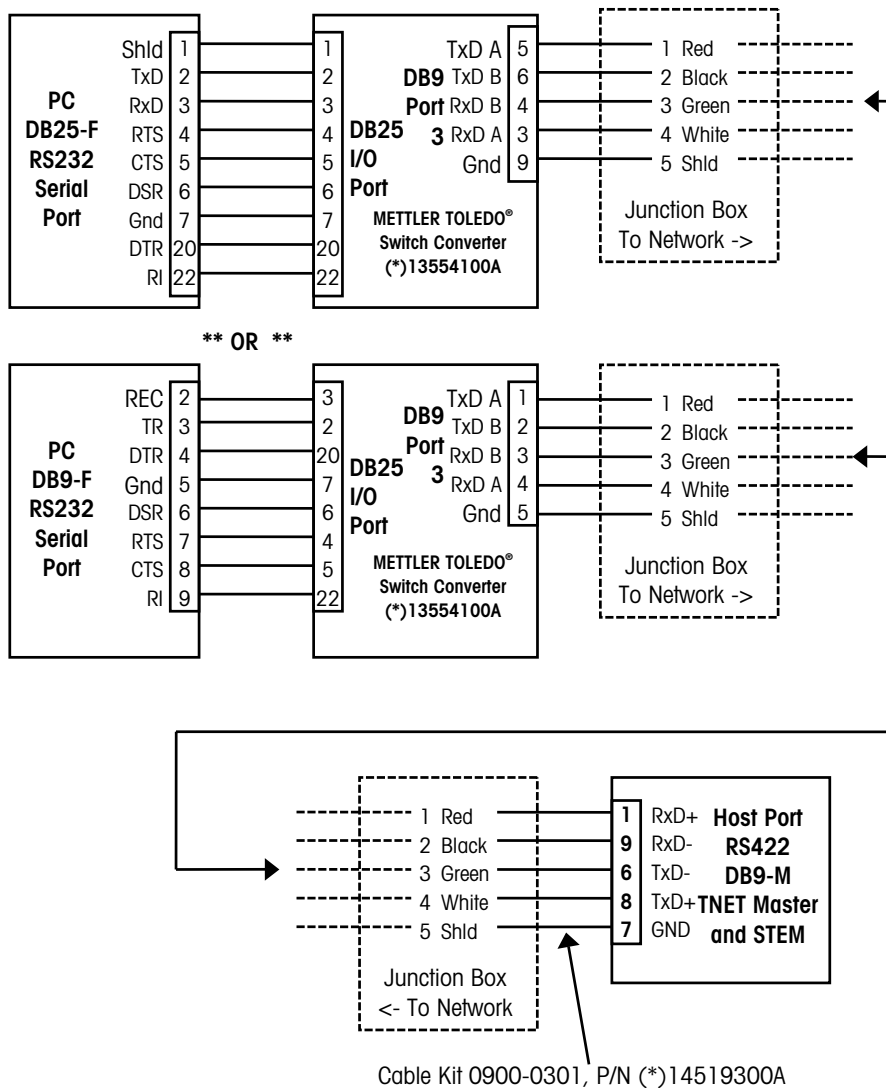 PC
DB25-F
RS232
Serial
Port
Shld 1
TxD 2
RxD 3
RTS 4
CTS 5
DSR 6
Gnd 7
DTR 20
RI 22
1
2
3
4
5
6
7
20
22
DB25
I/O
Port
DB9
Port
3
TxD A 5
TxD B 6
RxD B 4
RxD A 3
Gnd 9
METTLER TOLEDO®
Switch Converter
(*)13554100A
1 Red
2 Black
3 Green
4 White
5 Shld
Junction Box
To Network ->
** OR **
PC
DB9-F
RS232
Serial
Port
REC 2
TR 3
DTR 4
Gnd 5
DSR 6
RTS 7
CTS 8
RI 9
3
2
20
7
6
4
5
22
DB25
I/O
Port
DB9
Port
3
TxD A 1
TxD B 2
RxD B 3
RxD A 4
Gnd 5
METTLER TOLEDO®
Switch Converter
(*)13554100A
1 Red
2 Black
3 Green
4 White
5 Shld
Junction Box
To Network ->
1 Red
2 Black
3 Green
4 White
5 Shld
Junction Box
<- To Network
1 RxD+
9 RxD-
6 TxD-
8 TxD+
7 GND
Host Port
RS422
DB9-M
TNET Master
and STEM
Cable Kit 0900-0301, P/N (*)14519300A